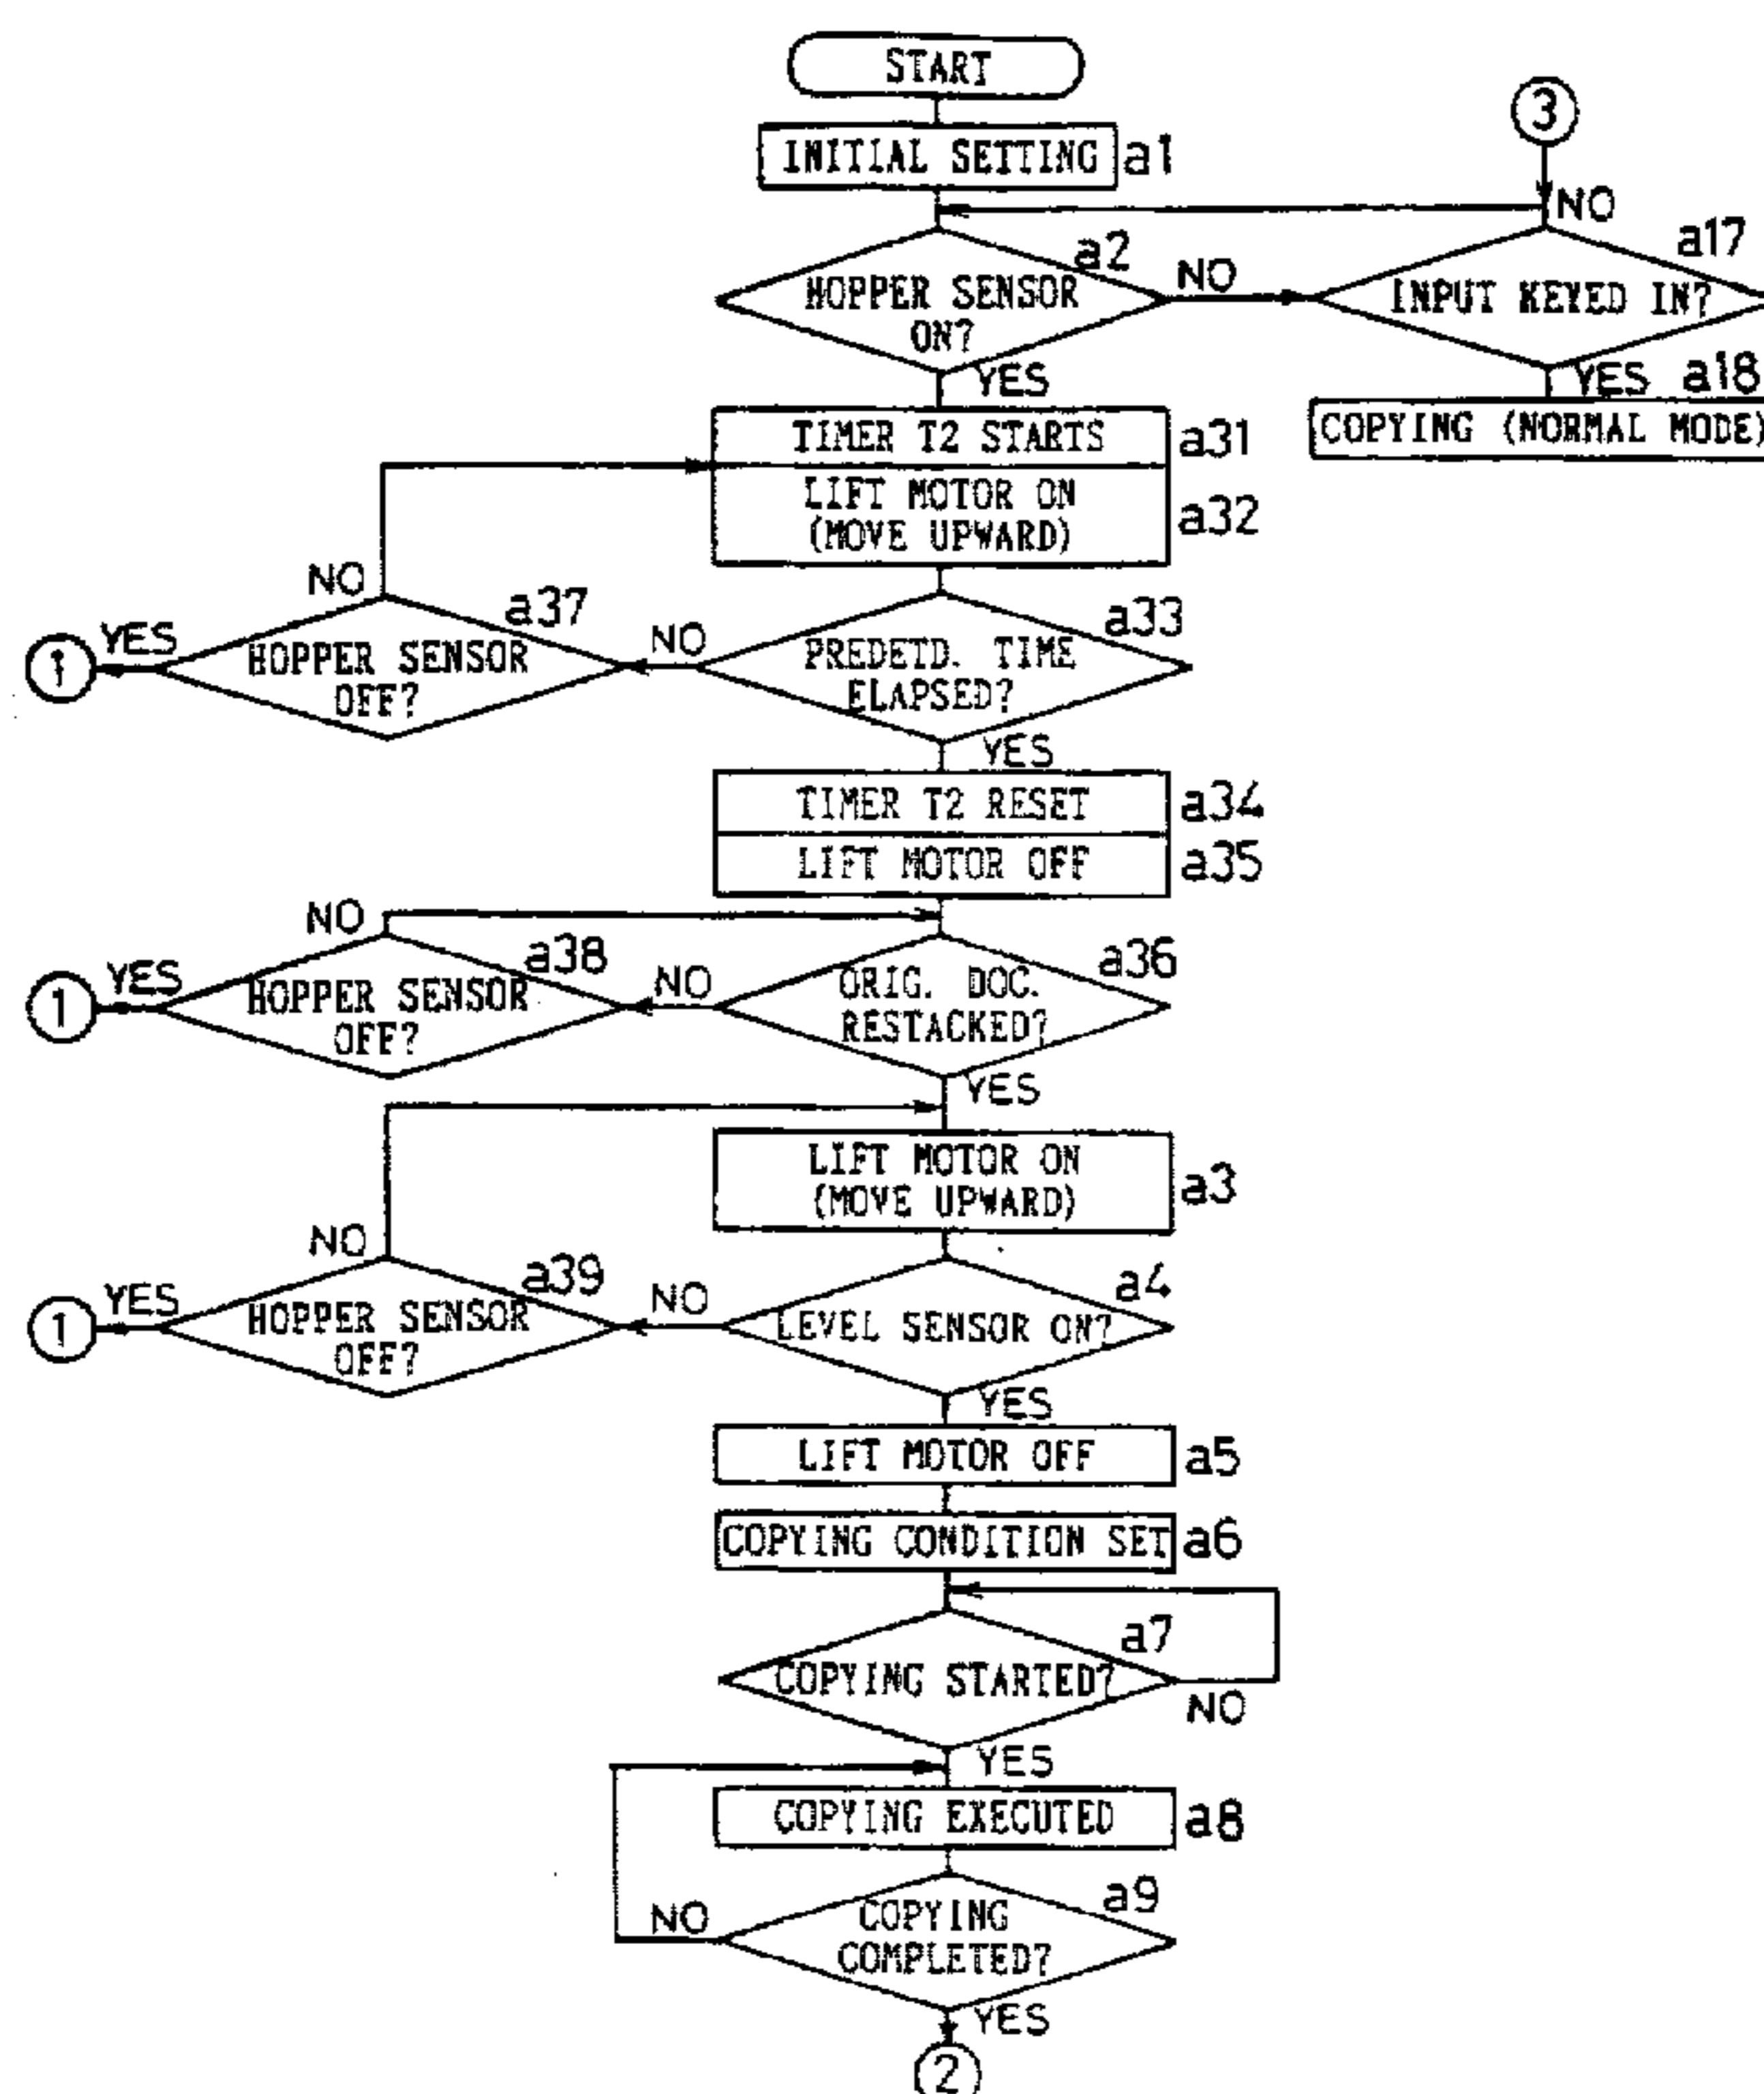 START
INITIAL SETTING a1
3
NO
a2
HOPPER SENSOR
ON?
NO
a17
INPUT KEYED IN?
YES
YES a18
TIMER T2 STARTS a31
COPYING (NORMAL MODE)
LIFT MOTOR ON
(MOVE UPWARD) a32
NO
a37
HOPPER SENSOR
OFF?
YES
1
NO
a33
PREDETD. TIME
ELAPSED?
YES
TIMER T2 RESET a34
LIFT MOTOR OFF a35
NO
a38
HOPPER SENSOR
OFF?
YES
1
NO
a36
ORIG. DOC.
RESTACKED?
YES
LIFT MOTOR ON
(MOVE UPWARD) a3
NO
a39
HOPPER SENSOR
OFF?
YES
1
NO
a4
LEVEL SENSOR ON?
YES
LIFT MOTOR OFF a5
COPYING CONDITION SET a6
a7
COPYING STARTED?
NO
YES
COPYING EXECUTED a8
NO
a9
COPYING
COMPLETED?
YES
2